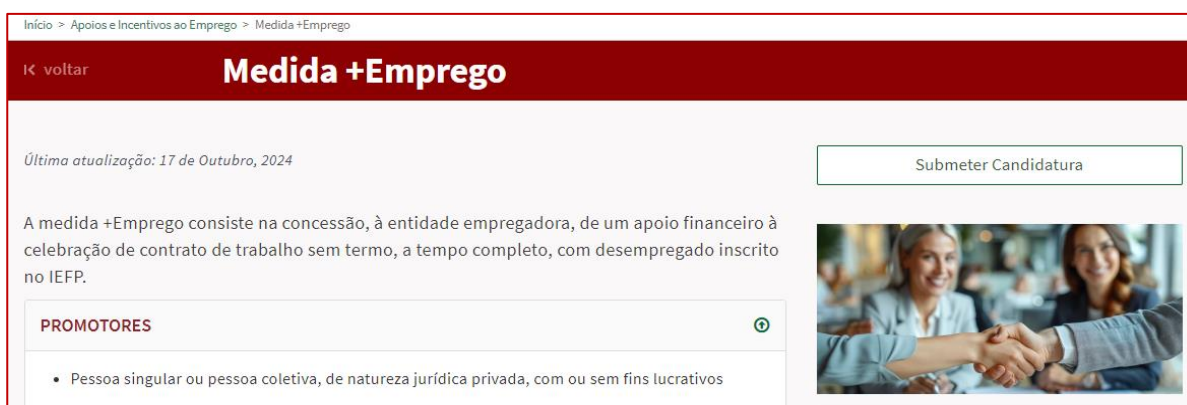 Início > Apoios e Incentivos ao Emprego > Medida +Emprego
voltar
Medida +Emprego
Última atualização: 17 de Outubro, 2024
Submeter Candidatura
A medida +Emprego consiste na concessão, à entidade empregadora, de um apoio financeiro à
celebração de contrato de trabalho sem termo, a tempo completo, com desempregado inscrito
no IEFP.
PROMOTORES
• Pessoa singular ou pessoa coletiva, de natureza jurídica privada, com ou sem fins lucrativos